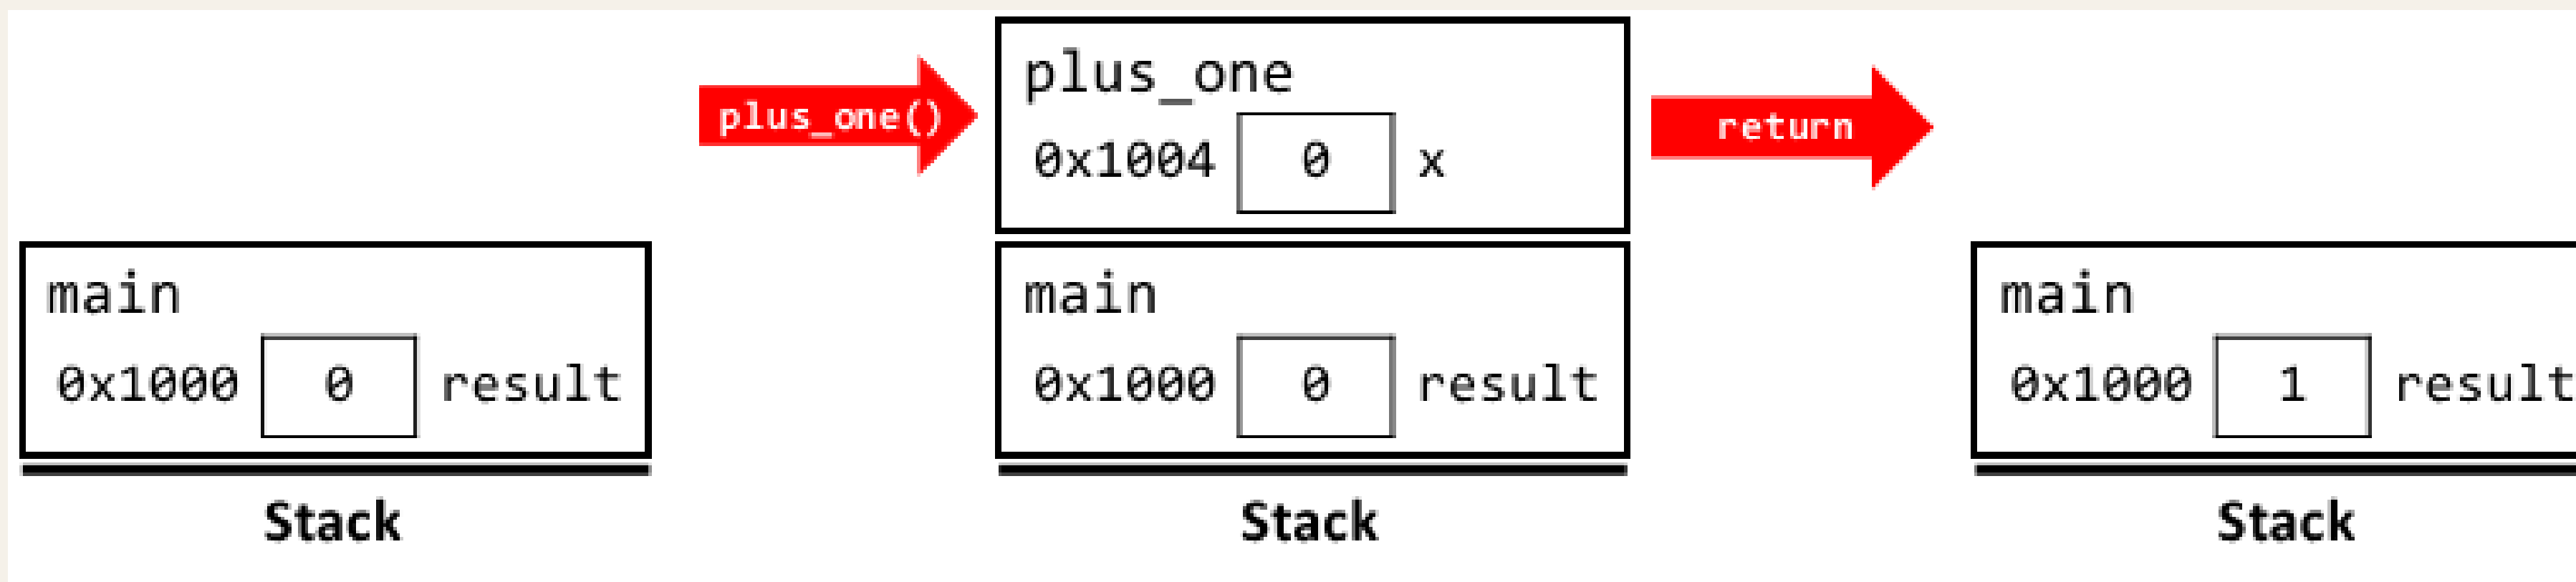 main
0x1000 0 result
Stack
plus_one()
plus_one
0x1004 0 x
main
0x1000 0 result
Stack
return
main
0x1000 1 result
Stack